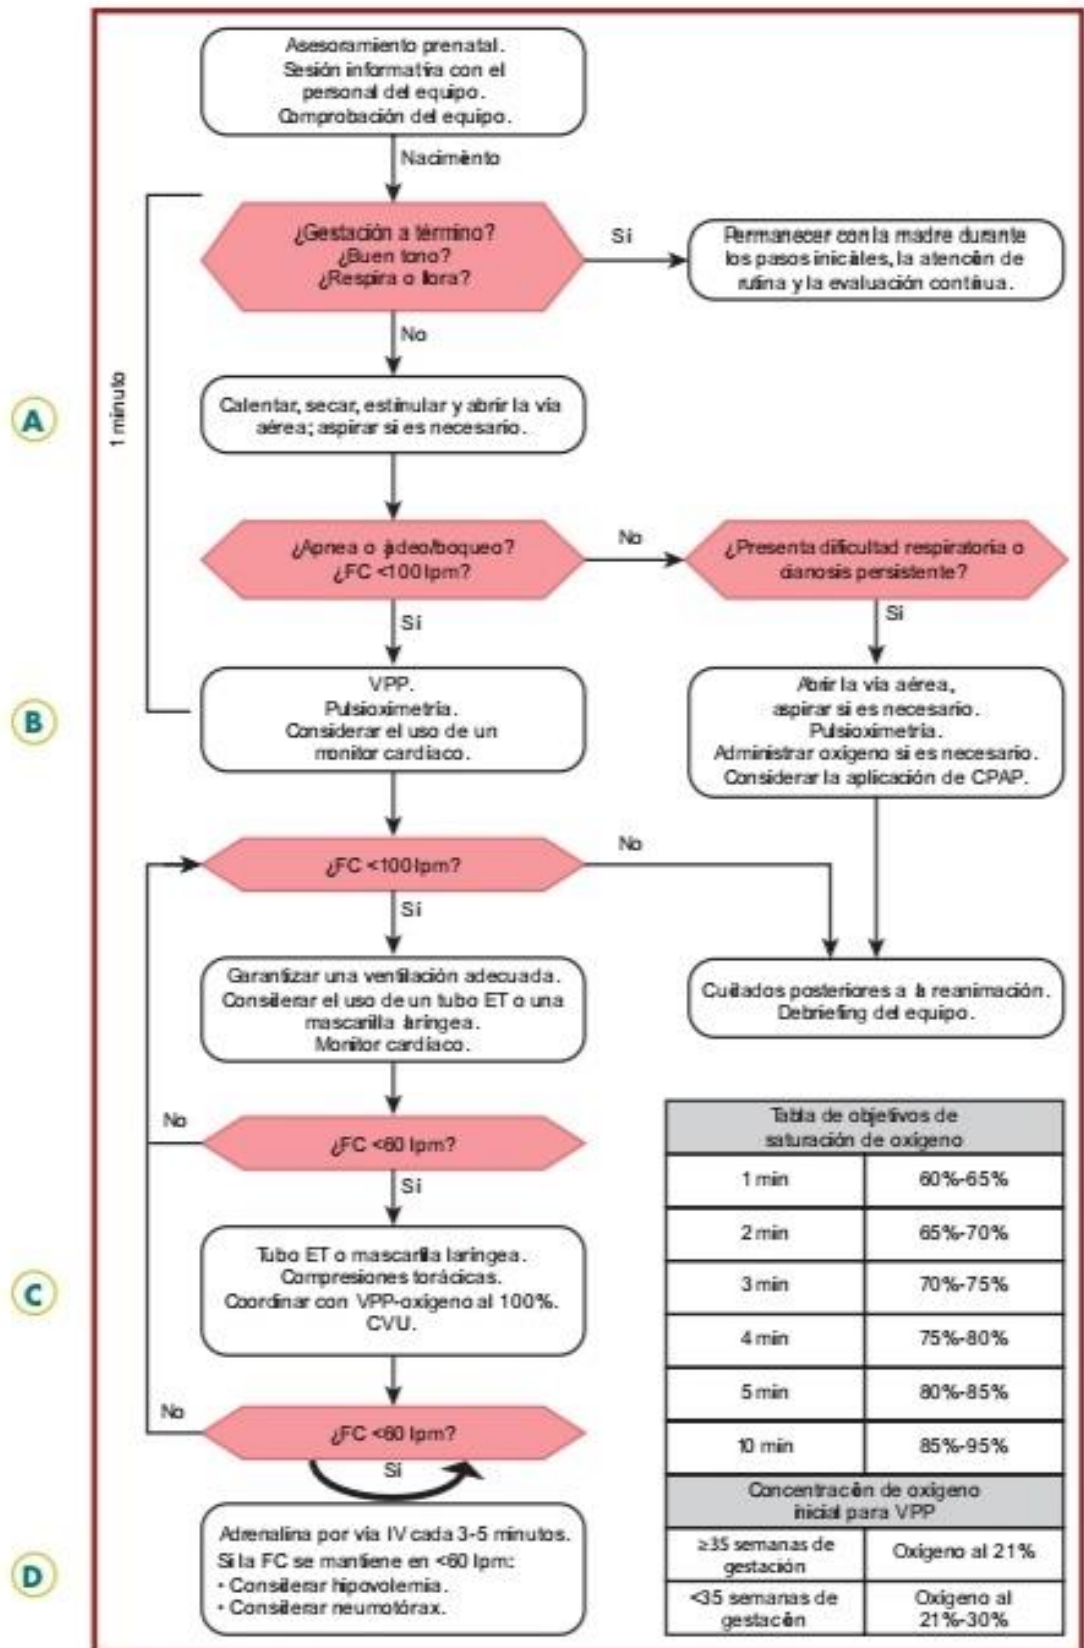 Asesoramiento prenatal.
Sesión informativa con el
personal del equipo.
Comprobación del equipo.
Nacimiento
¿Gestación a término?
¿Buen tono?
¿Respira o llora?
Sí
Permanecer con la madre durante
los pasos iniciales, la atención de
rutina y la evaluación continua.
No
1 minuto
A
Calentar, secar, estimular y abrir la vía
aérea; aspirar si es necesario.
¿Apnea o jadeo/boqueo?
¿FC <100 lpm?
No
¿Presenta dificultad respiratoria o
cianosis persistente?
Sí
Sí
B
VPP.
Pulsioximetría.
Considerar el uso de un
monitor cardíaco.
Abrir la vía aérea,
aspirar si es necesario.
Pulsioximetría.
Administrar oxígeno si es necesario.
Considerar la aplicación de CPAP.
¿FC <100 lpm?
No
Sí
Garantizar una ventilación adecuada.
Considerar el uso de un tubo ET o una
mascarilla laríngea.
Monitor cardíaco.
Cuidados posteriores a la reanimación.
Debriefing del equipo.
No
¿FC <60 lpm?
Sí
C
Tubo ET o mascarilla laríngea.
Compresiones torácicas.
Coordinar con VPP-oxígeno al 100%.
CVU.
No
¿FC <60 lpm?
Sí
D
Adrenalina por vía IV cada 3-5 minutos.
Si la FC se mantiene en <60 lpm:
• Considerar hipovolemia.
• Considerar neumotórax.
Tabla de objetivos de
saturación de oxígeno
1 min 60%-65%
2 min 65%-70%
3 min 70%-75%
4 min 75%-80%
5 min 80%-85%
10 min 85%-95%
Concentración de oxígeno
inicial para VPP
≥35 semanas de
gestación
Oxígeno al 21%
<35 semanas de
gestación
Oxígeno al
21%-30%